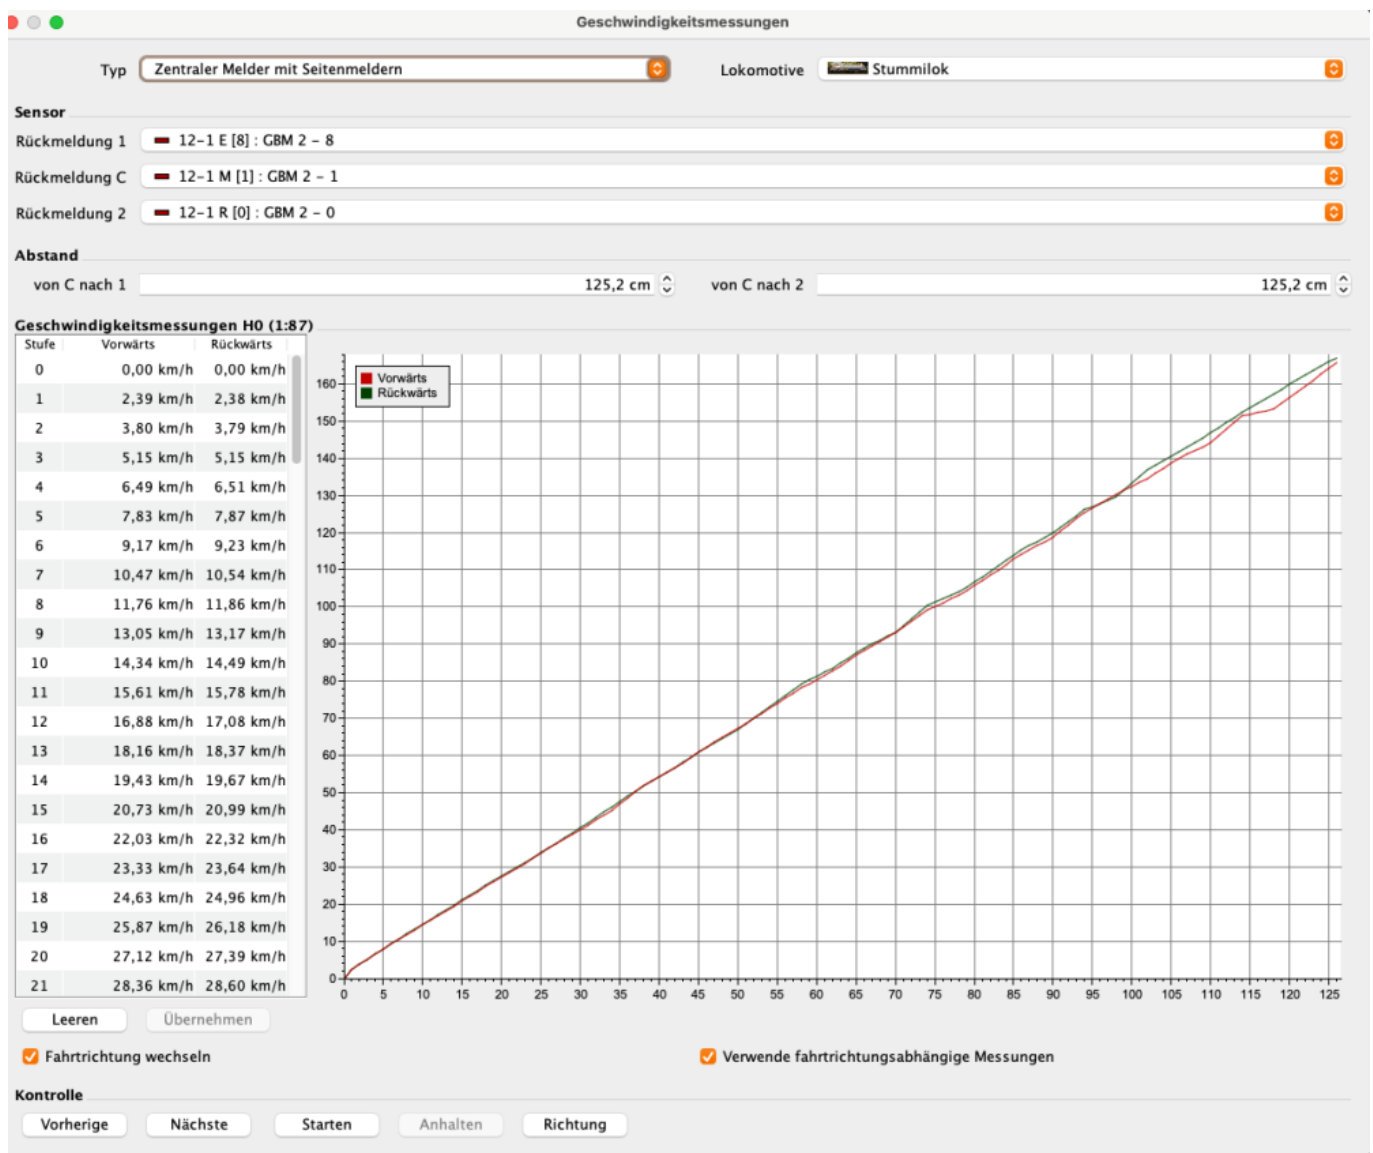 Geschwindigkeitsmessungen
Typ Zentraler Melder mit Seitenmeldern Lokomotive Stummilok
Sensor
Rückmeldung 1 12-1 E [8] : GBM 2 - 8
Rückmeldung C 12-1 M [1] : GBM 2 - 1
Rückmeldung 2 12-1 R [0] : GBM 2 - 0
Abstand
von C nach 1 125,2 cm von C nach 2 125,2 cm
Geschwindigkeitsmessungen H0 (1:87)
Stufe Vorwärts Rückwärts
0 0,00 km/h 0,00 km/h
1 2,39 km/h 2,38 km/h
2 3,80 km/h 3,79 km/h
3 5,15 km/h 5,15 km/h
4 6,49 km/h 6,51 km/h
5 7,83 km/h 7,87 km/h
6 9,17 km/h 9,23 km/h
7 10,47 km/h 10,54 km/h
8 11,76 km/h 11,86 km/h
9 13,05 km/h 13,17 km/h
10 14,34 km/h 14,49 km/h
11 15,61 km/h 15,78 km/h
12 16,88 km/h 17,08 km/h
13 18,16 km/h 18,37 km/h
14 19,43 km/h 19,67 km/h
15 20,73 km/h 20,99 km/h
16 22,03 km/h 22,32 km/h
17 23,33 km/h 23,64 km/h
18 24,63 km/h 24,96 km/h
19 25,87 km/h 26,18 km/h
20 27,12 km/h 27,39 km/h
21 28,36 km/h 28,60 km/h
Vorwärts
Rückwärts
160
150
140
130
120
110
100
90
80
70
60
50
40
30
20
10
0
0 5 10 15 20 25 30 35 40 45 50 55 60 65 70 75 80 85 90 95 100 105 110 115 120 125
Leeren Übernehmen
Fahrtrichtung wechseln Verwende fahrtrichtungsabhängige Messungen
Kontrolle
Vorherige Nächste Starten Anhalten Richtung